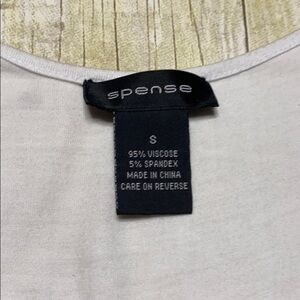 spense
S
95% VISCOSE
5% SPANDEX
MADE IN CHINA
CARE ON REVERSE